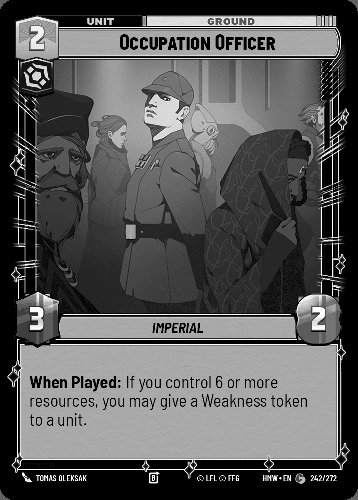 UNIT GROUND
2 OCCUPATION OFFICER
3 IMPERIAL 2
When Played: If you control 6 or more
resources, you may give a Weakness token
to a unit.
TOMAS OLEKSAK © LFL © FFG HMW • EN C 242/272